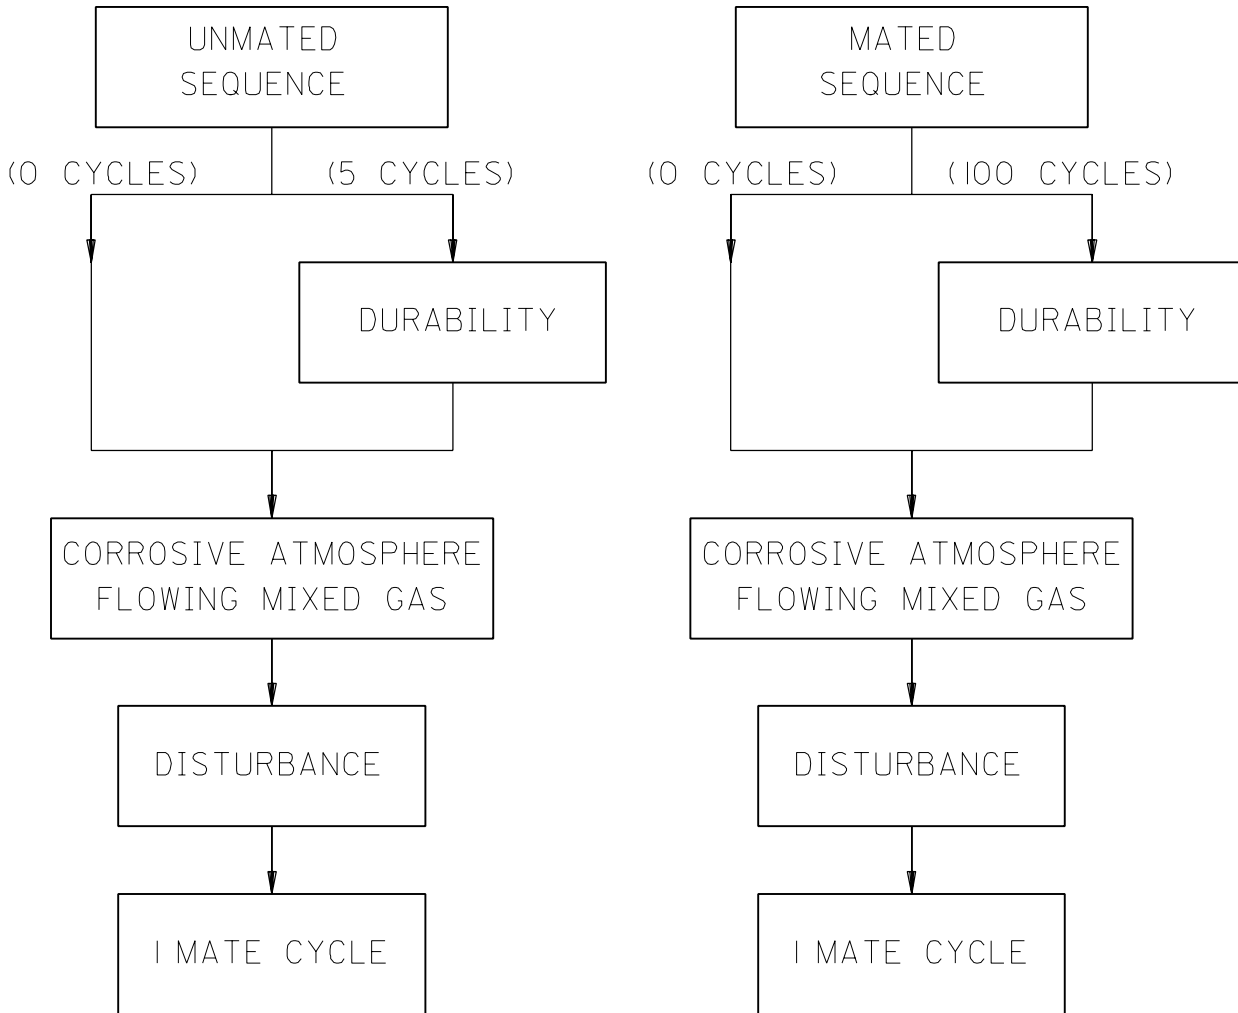 UNMATED
SEQUENCE
(0 CYCLES)
(5 CYCLES)
DURABILITY
CORROSIVE ATMOSPHERE
FLOWING MIXED GAS
DISTURBANCE
1 MATE CYCLE
MATED
SEQUENCE
(0 CYCLES)
(100 CYCLES)
DURABILITY
CORROSIVE ATMOSPHERE
FLOWING MIXED GAS
DISTURBANCE
1 MATE CYCLE